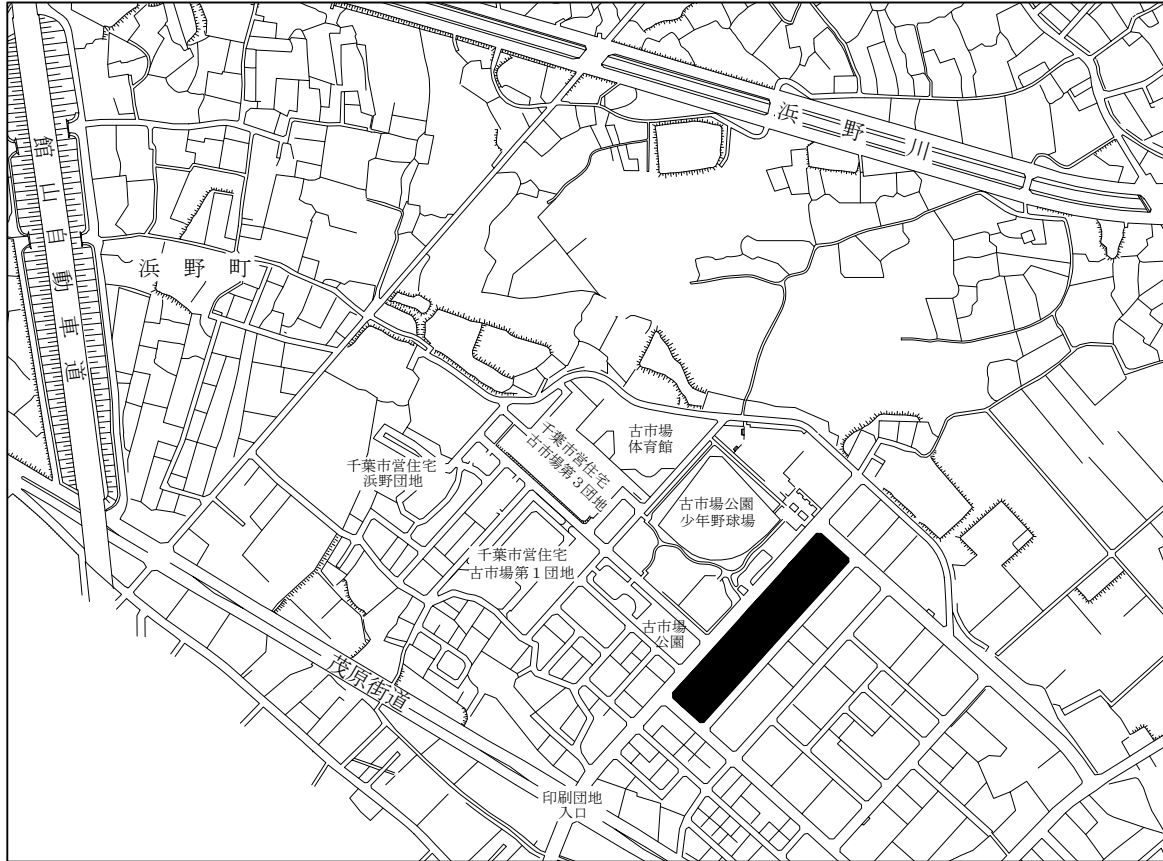 浜野川
館山自動車道
浜野町
古市場
体育館
千葉市営住宅
古市場第３団地
千葉市営住宅
浜野団地
古市場公園
少年野球場
千葉市営住宅
古市場第１団地
古市場
公園
茂原街道
印刷団地
入口